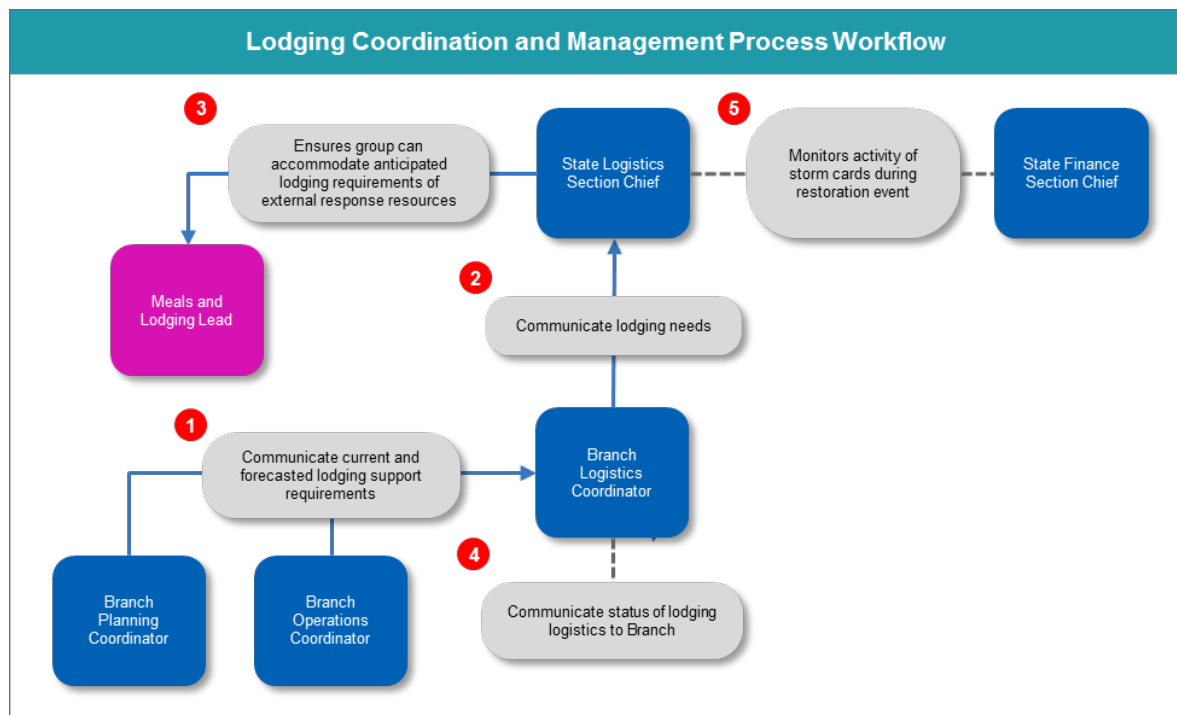 Lodging Coordination and Management Process Workflow
3
Ensures group can
accommodate anticipated
lodging requirements of
external response resources
State Logistics
Section Chief
5
Monitors activity of
storm cards during
restoration event
State Finance
Section Chief
Meals and
Lodging Lead
2
Communicate lodging needs
1
Communicate current and
forecasted lodging support
requirements
Branch
Logistics
Coordinator
Branch
Planning
Coordinator
Branch
Operations
Coordinator
4
Communicate status of lodging
logistics to Branch